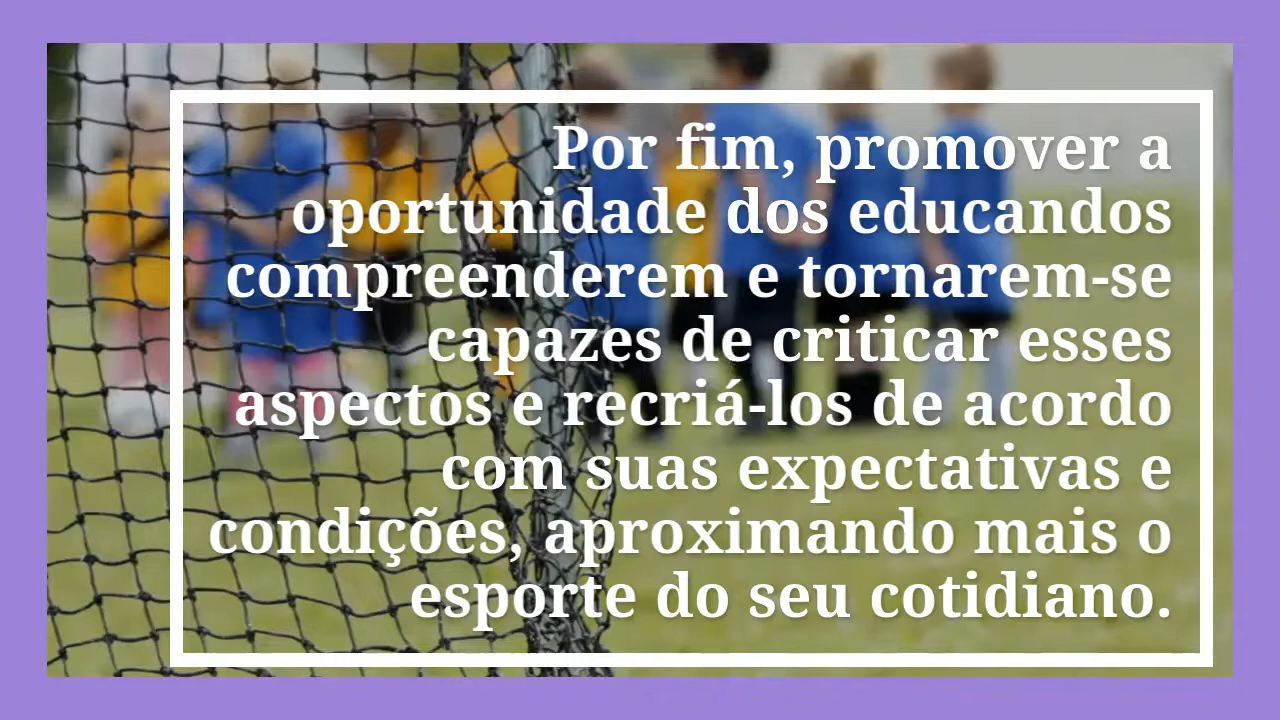 Por fim, promover a
oportunidade dos educandos
compreenderem e tornarem-se
capazes de criticar esses
aspectos e recriá-los de acordo
com suas expectativas e
condições, aproximando mais o
esporte do seu cotidiano.